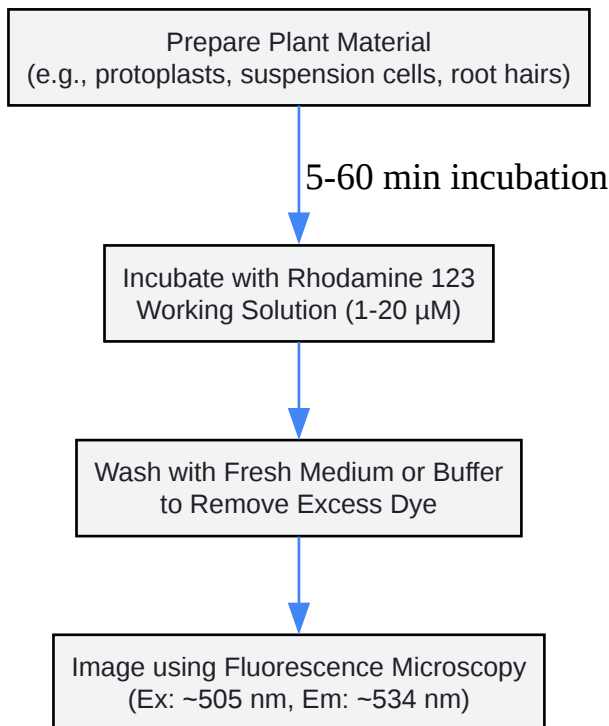 Prepare Plant Material
(e.g., protoplasts, suspension cells, root hairs)
5-60 min incubation
Incubate with Rhodamine 123
Working Solution (1-20 µM)
Wash with Fresh Medium or Buffer
to Remove Excess Dye
Image using Fluorescence Microscopy
(Ex: ~505 nm, Em: ~534 nm)